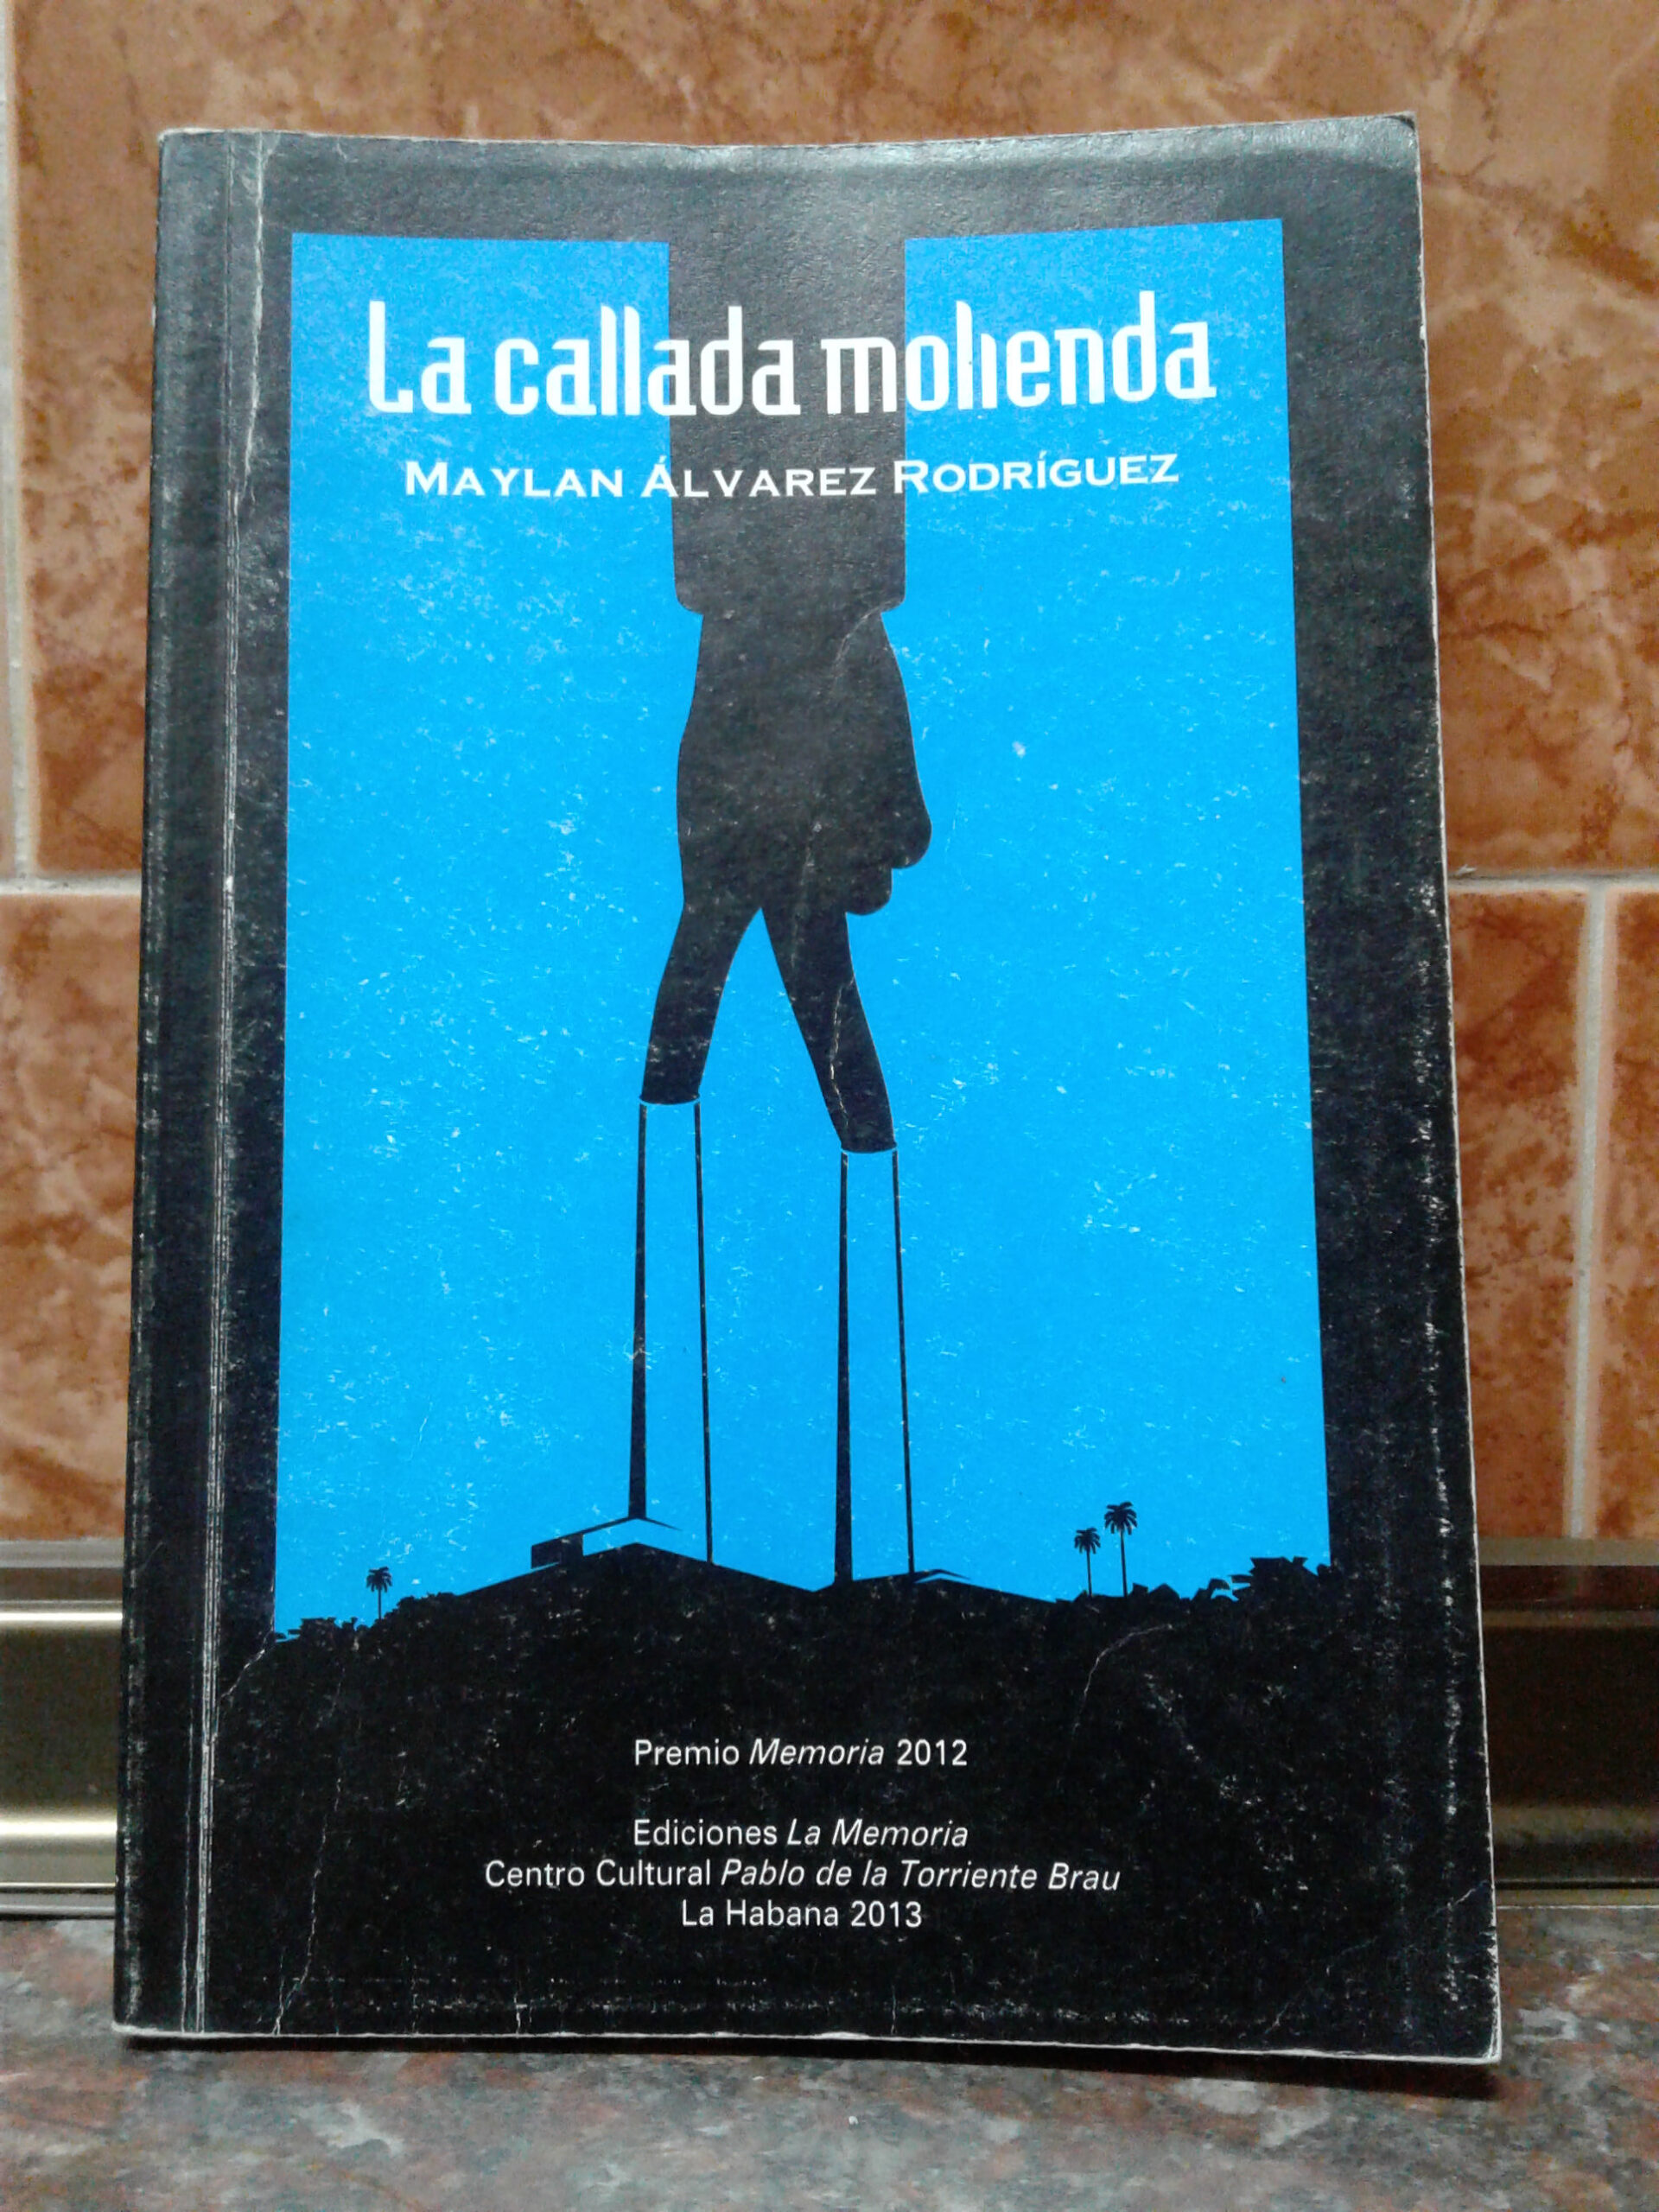 La callada molienda
MAYLAN ÁLVAREZ RODRÍGUEZ
Premio Memoria 2012
Ediciones La Memoria
Centro Cultural Pablo de la Torriente Brau
La Habana 2013